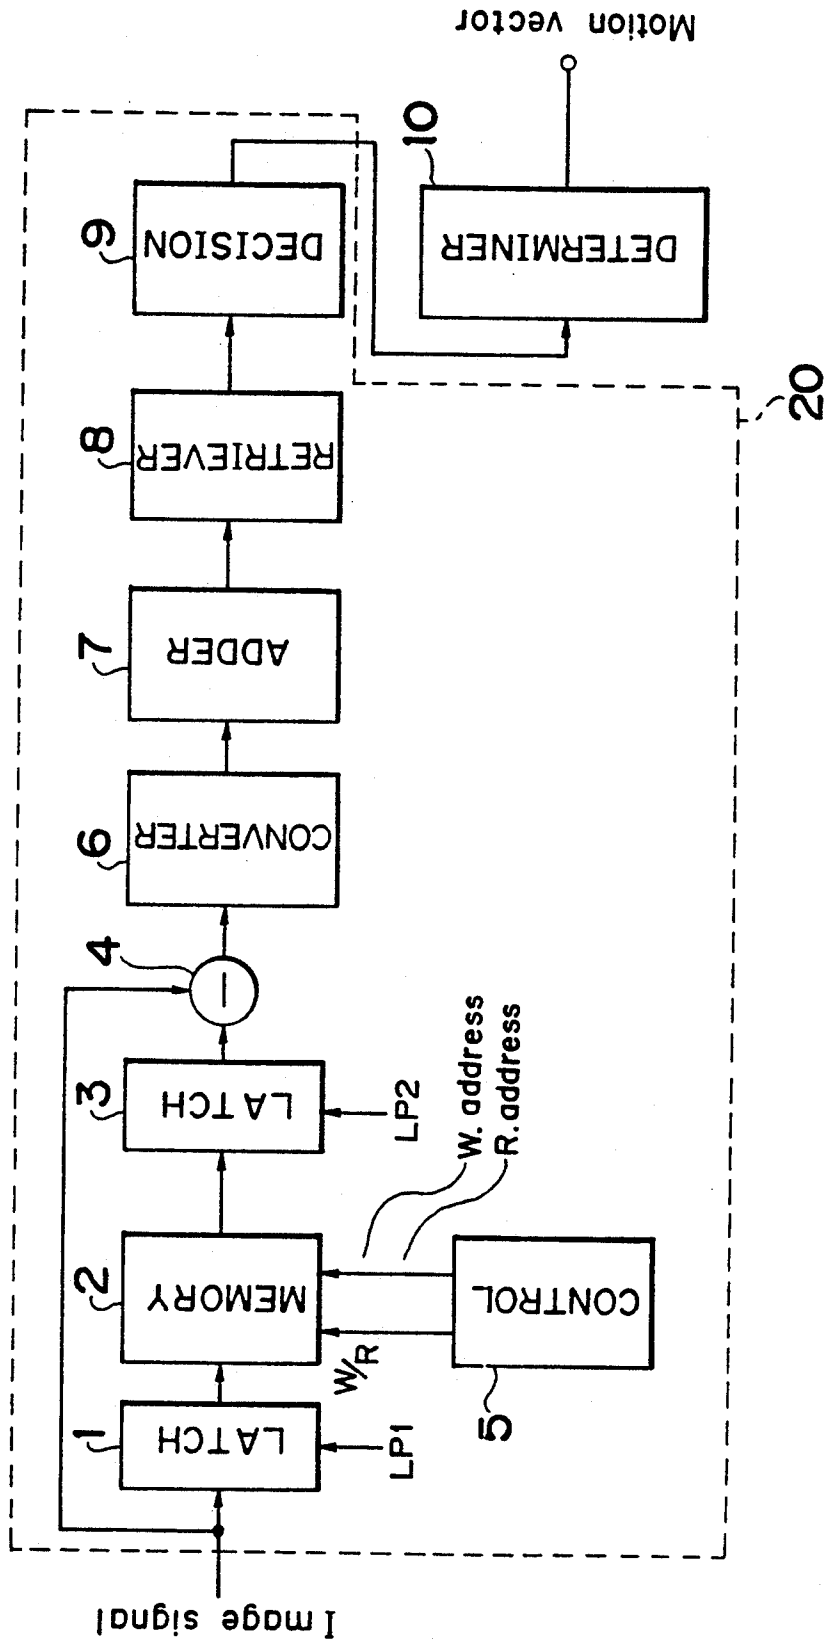 Image signal
1
LATCH
LP1
2
MEMORY
W/R
W. address
R. address
5
CONTROL
3
LATCH
LP2
4
−
6
CONVERTER
7
ADDER
8
RETRIEVER
9
DECISION
10
DETERMINER
Motion vector
20